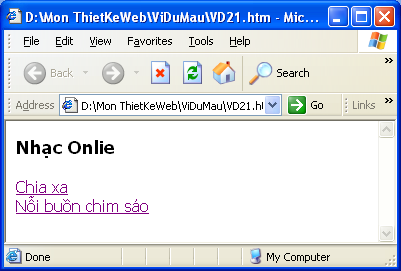 D:\Mon ThietKeWeb\ViDuMau\VD21.htm - Mic...
File Edit View Favorites Tools Help
Back Search
Address D:\Mon ThietKeWeb\ViDuMau\VD21.ht Go Links
Nhạc Onlie
Chia xa
Nỗi buồn chim sáo
Done My Computer